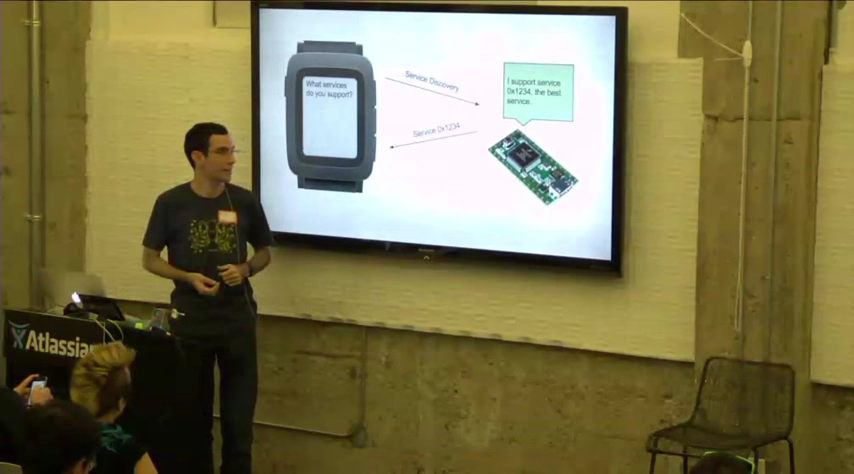 What services
do you support?
Service Discovery
I support service
0x1234, the best
service.
Service 0x1234
Atlassian